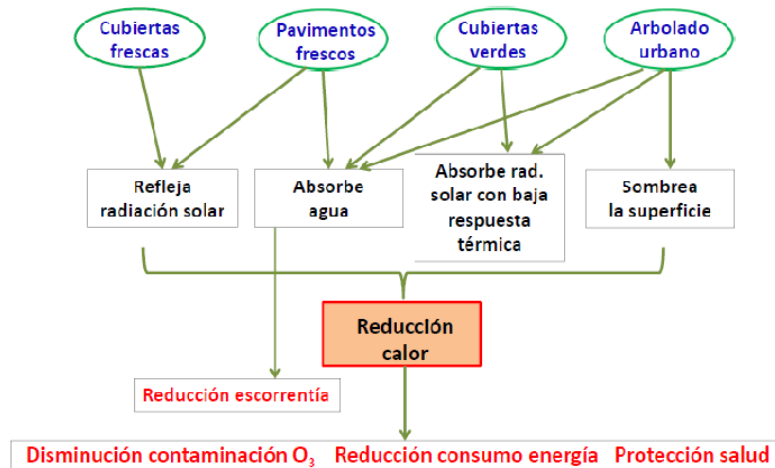 Cubiertas
frescas
Pavimentos
frescos
Cubiertas
verdes
Arbolado
urbano
Refleja
radiación solar
Absorbe
agua
Absorbe rad.
solar con baja
respuesta
térmica
Sombrea
la superficie
Reducción
calor
Reducción escorrentía
Disminución contaminación O₃ Reducción consumo energía Protección salud